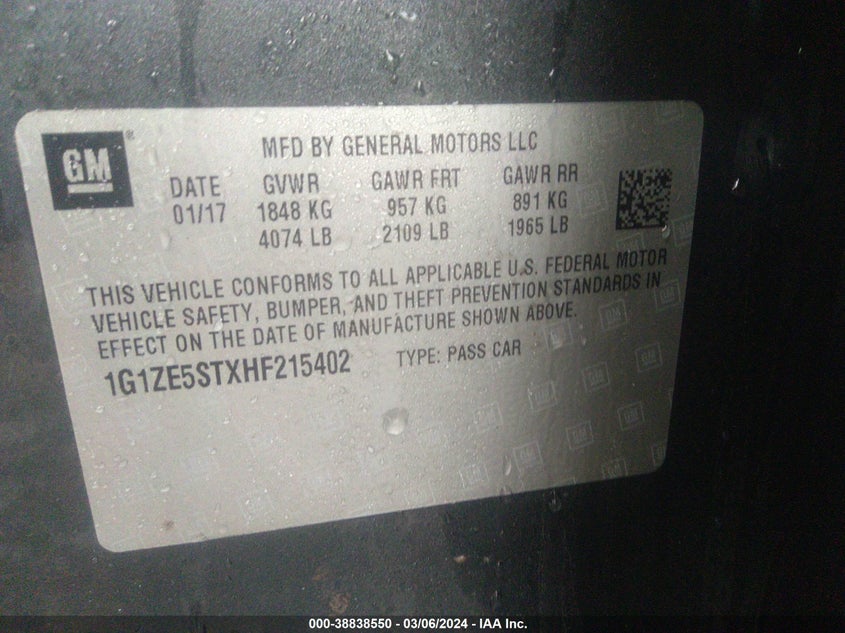 GM
®
MFD BY GENERAL MOTORS LLC
DATE GVWR GAWR FRT GAWR RR
01/17 1848 KG 957 KG 891 KG
4074 LB 2109 LB 1965 LB
THIS VEHICLE CONFORMS TO ALL APPLICABLE U.S. FEDERAL MOTOR
VEHICLE SAFETY, BUMPER, AND THEFT PREVENTION STANDARDS IN
EFFECT ON THE DATE OF MANUFACTURE SHOWN ABOVE.
1G1ZE5STXHF215402 TYPE: PASS CAR
000-38838550 - 03/06/2024 - IAA Inc.